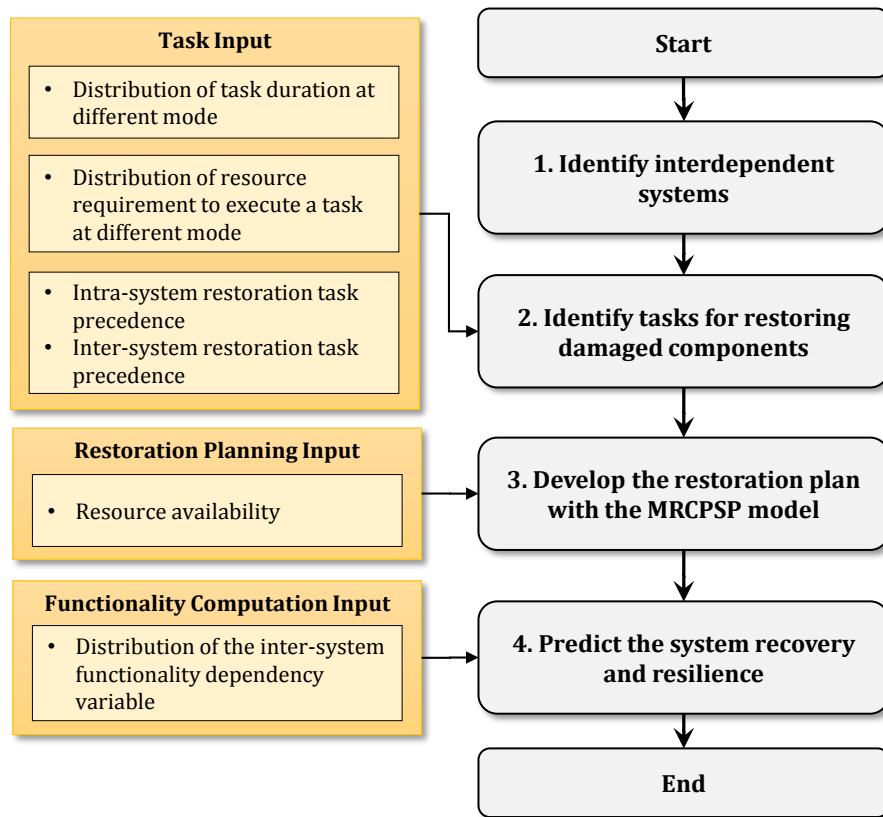 Task Input
• Distribution of task duration at
different mode
• Distribution of resource
requirement to execute a task
at different mode
• Intra-system restoration task
precedence
• Inter-system restoration task
precedence
Restoration Planning Input
• Resource availability
Functionality Computation Input
• Distribution of the inter-system
functionality dependency
variable
Start
1. Identify interdependent
systems
2. Identify tasks for restoring
damaged components
3. Develop the restoration plan
with the MRCPSP model
4. Predict the system recovery
and resilience
End